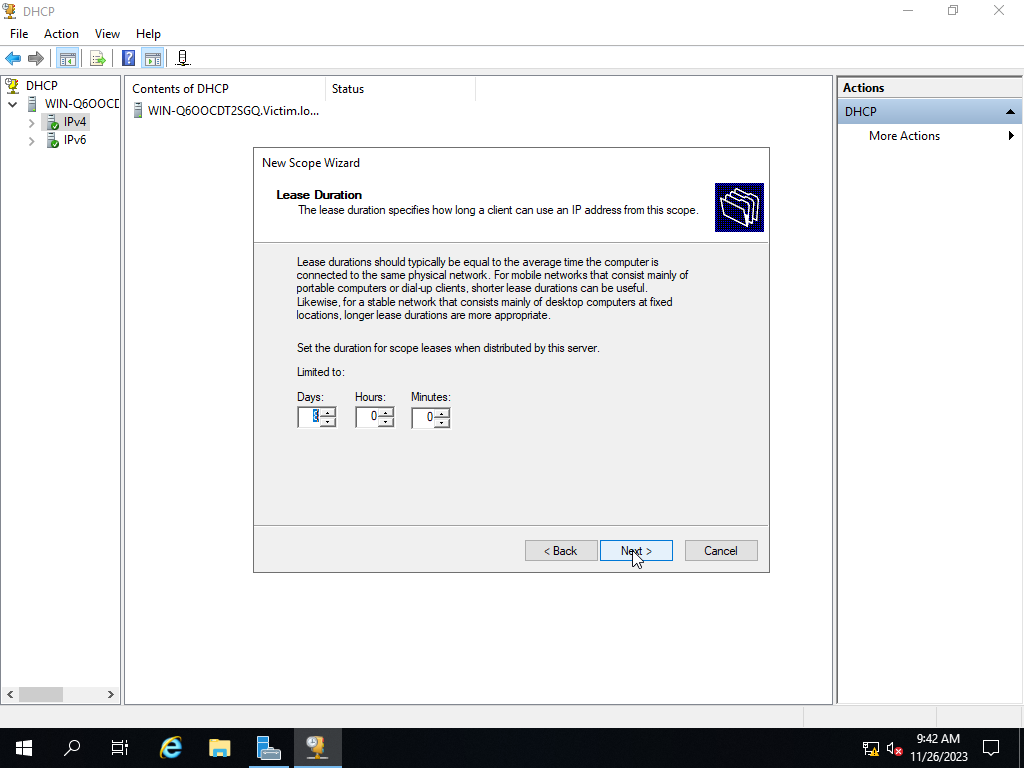 DHCP
File Action View Help
DHCP
WIN-Q6OOCD
IPv4
IPv6
Contents of DHCP Status
WIN-Q6OOCDT2SGQ.Victim.lo...
Actions
DHCP
More Actions
New Scope Wizard
Lease Duration
The lease duration specifies how long a client can use an IP address from this scope.
Lease durations should typically be equal to the average time the computer is
connected to the same physical network. For mobile networks that consist mainly of
portable computers or dial-up clients, shorter lease durations can be useful.
Likewise, for a stable network that consists mainly of desktop computers at fixed
locations, longer lease durations are more appropriate.
Set the duration for scope leases when distributed by this server.
Limited to:
Days: Hours: Minutes:
0 0
< Back Next > Cancel
9:42 AM
11/26/2023